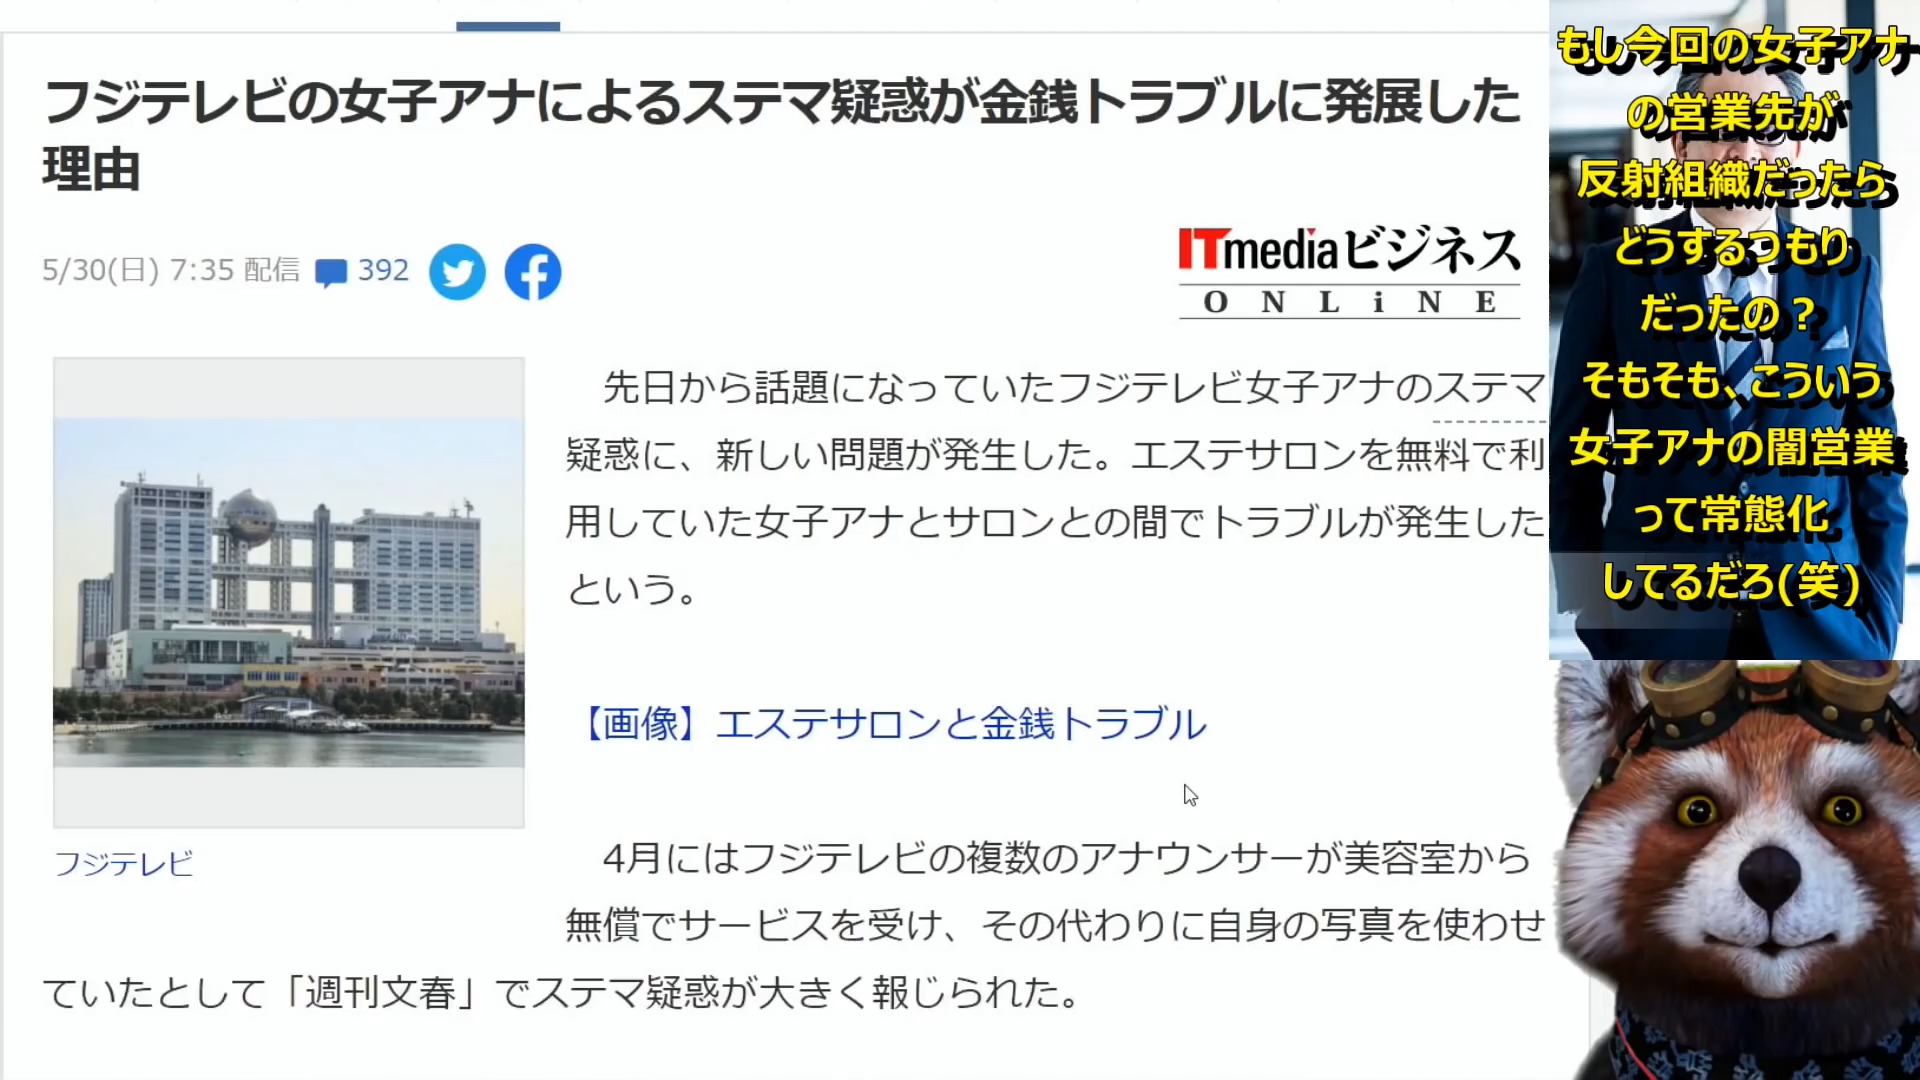 フジテレビの女子アナによるステマ疑惑が金銭トラブルに発展した
理由
5/30(日) 7:35 配信 392
ITmediaビジネス
ONLiNE
先日から話題になっていたフジテレビ女子アナのステマ
疑惑に、新しい問題が発生した。エステサロンを無料で利
用していた女子アナとサロンとの間でトラブルが発生した
という。
【画像】エステサロンと金銭トラブル
4月にはフジテレビの複数のアナウンサーが美容室から
無償でサービスを受け、その代わりに自身の写真を使わせ
ていたとして「週刊文春」でステマ疑惑が大きく報じられた。
フジテレビ
もし今回の女子アナ
の営業先が
反射組織だったら
どうするつもり
だったの？
そもそも、こういう
女子アナの闇営業
って常態化
してるだろ(笑)